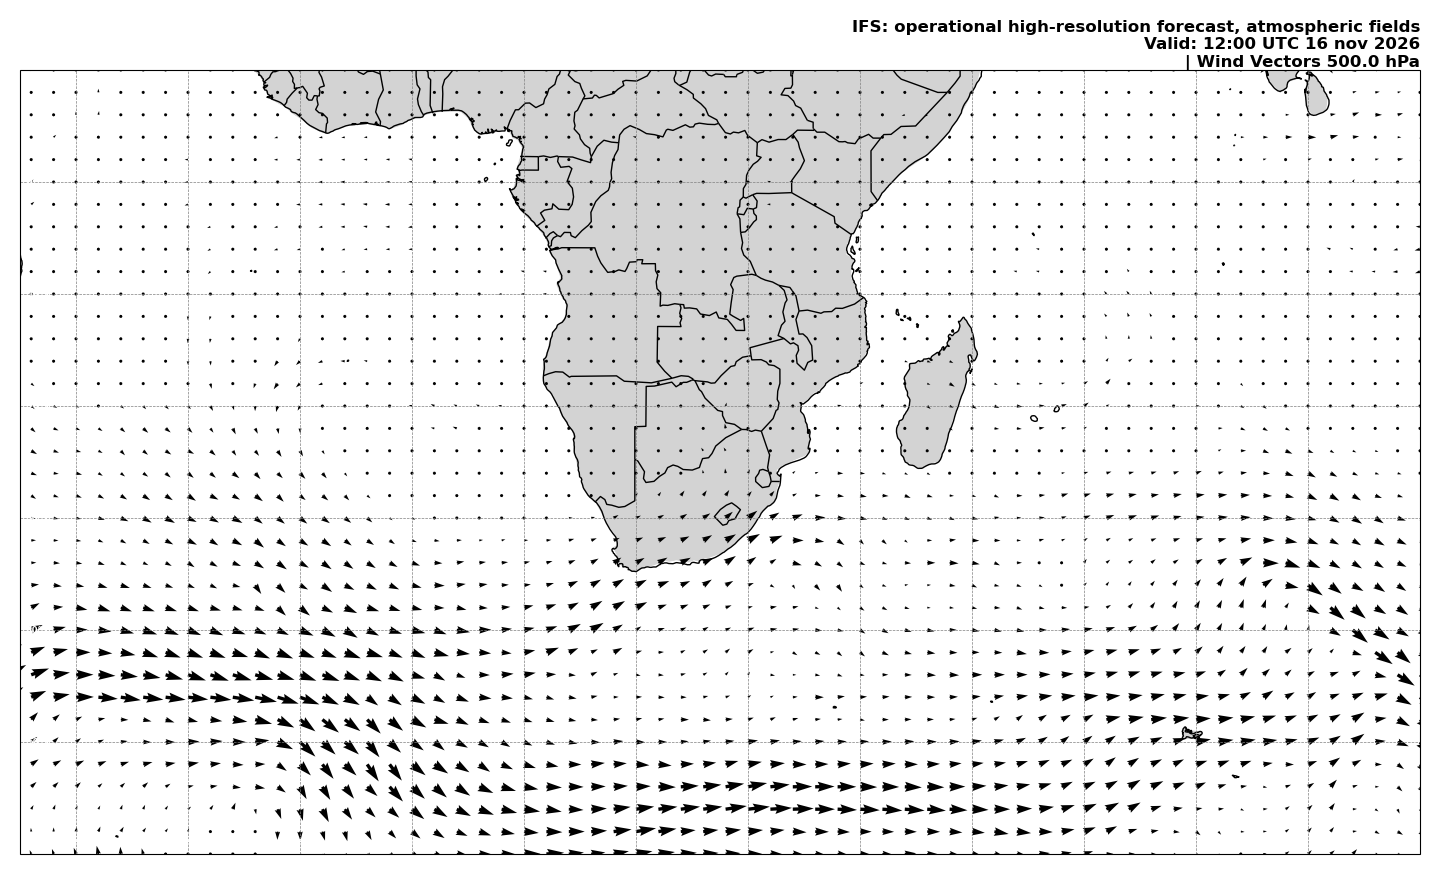 IFS: operational high-resolution forecast, atmospheric fields
Valid: 12:00 UTC 16 nov 2026
| Wind Vectors 500.0 hPa